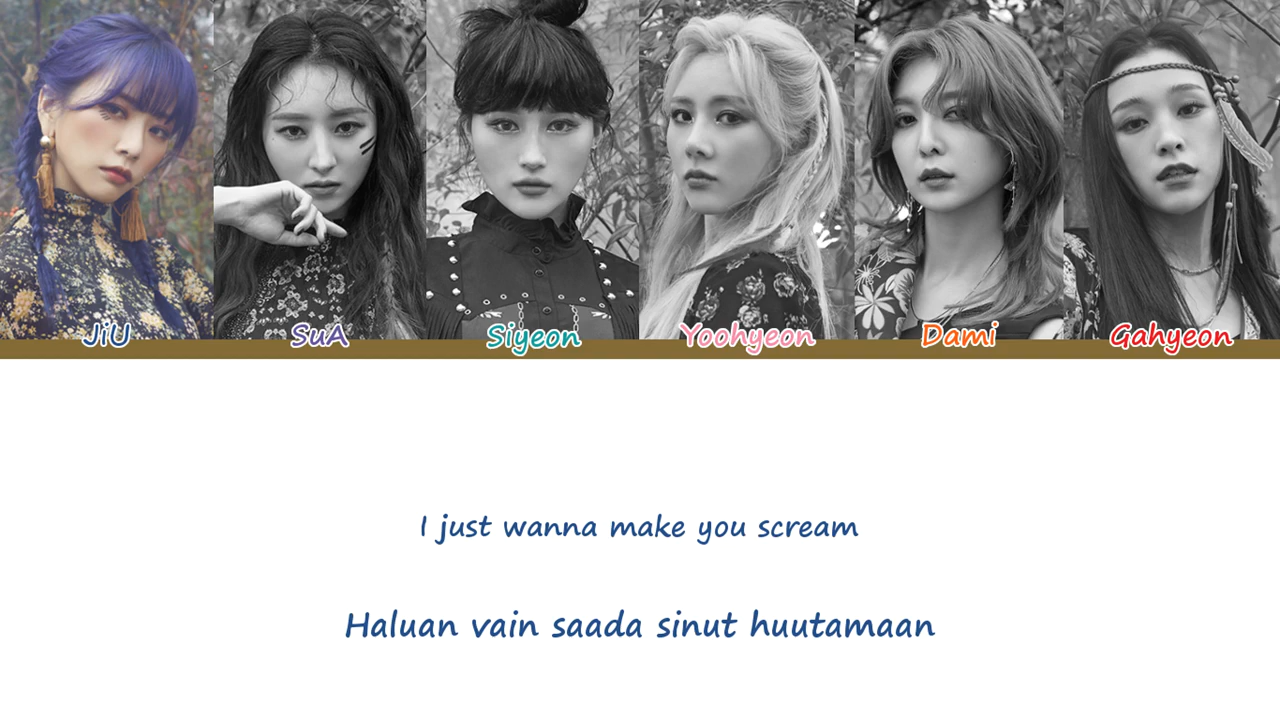 JiU SuA Siyeon Yoohyeon Dami Gahyeon
I just wanna make you scream
Haluan vain saada sinut huutamaan